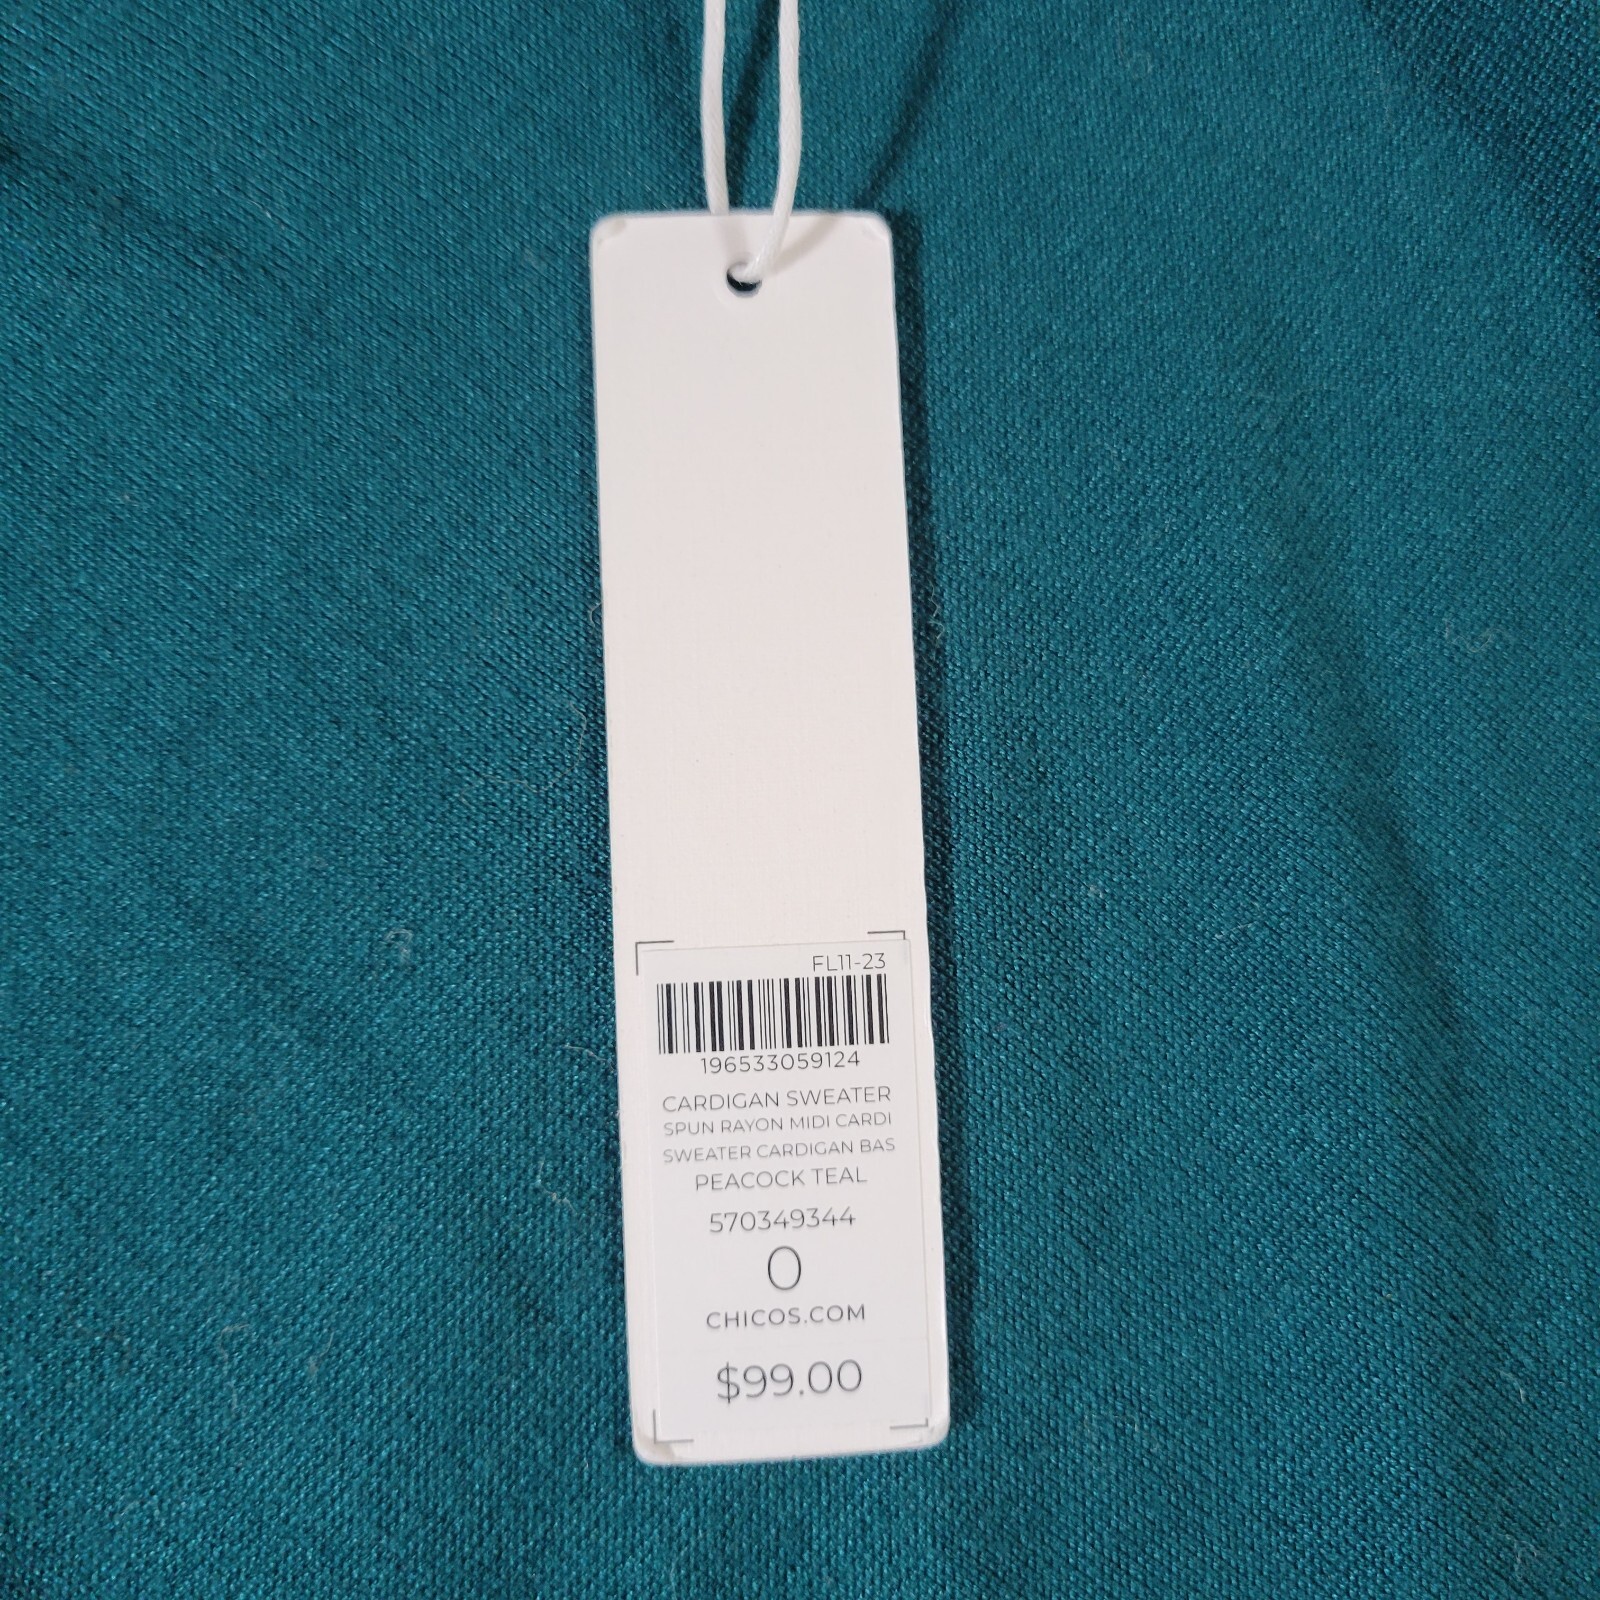 FL11-23
196533059124
CARDIGAN SWEATER
SPUN RAYON MIDI CARDI
SWEATER CARDIGAN BAS
PEACOCK TEAL
570349344
0
CHICOS.COM
$99.00